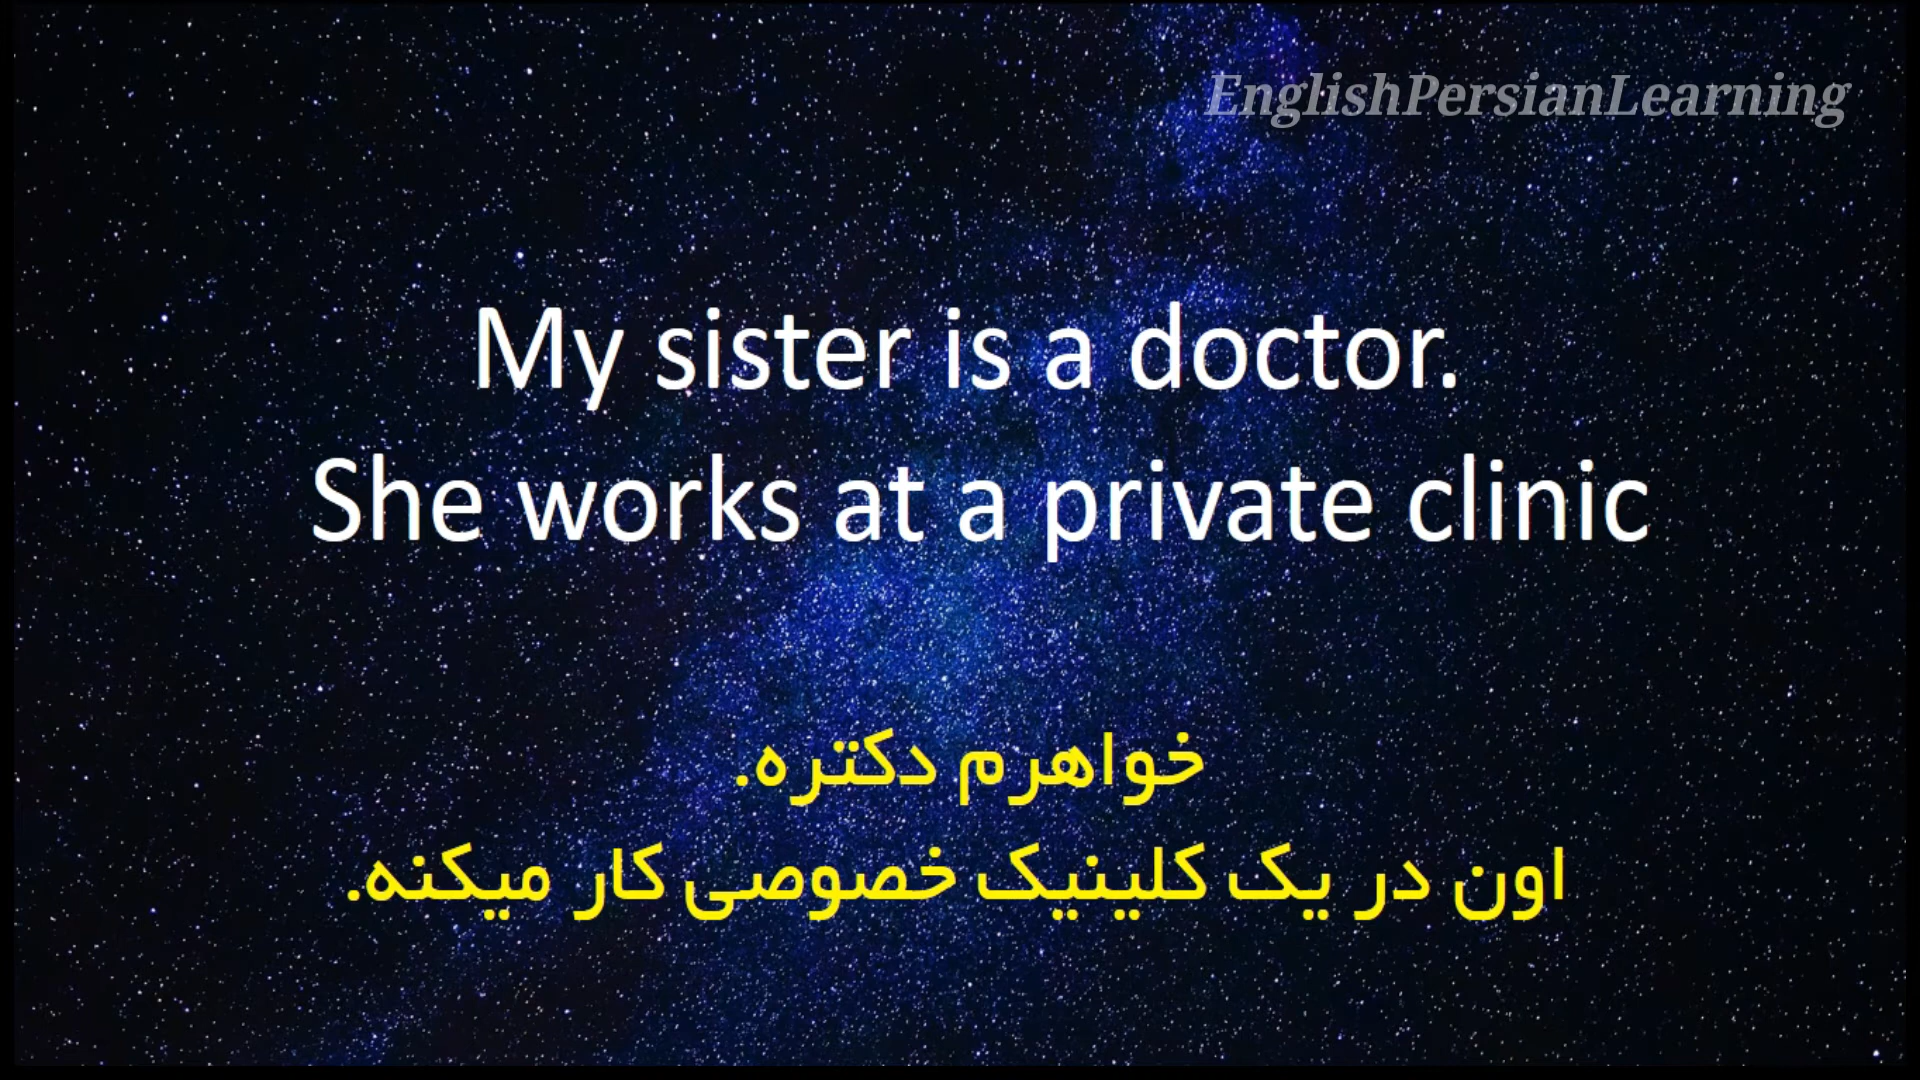 EnglishPersianLearning
My sister is a doctor.
She works at a private clinic
خواهرم دکتره.
اون در یک کلینیک خصوصی کار میکنه.